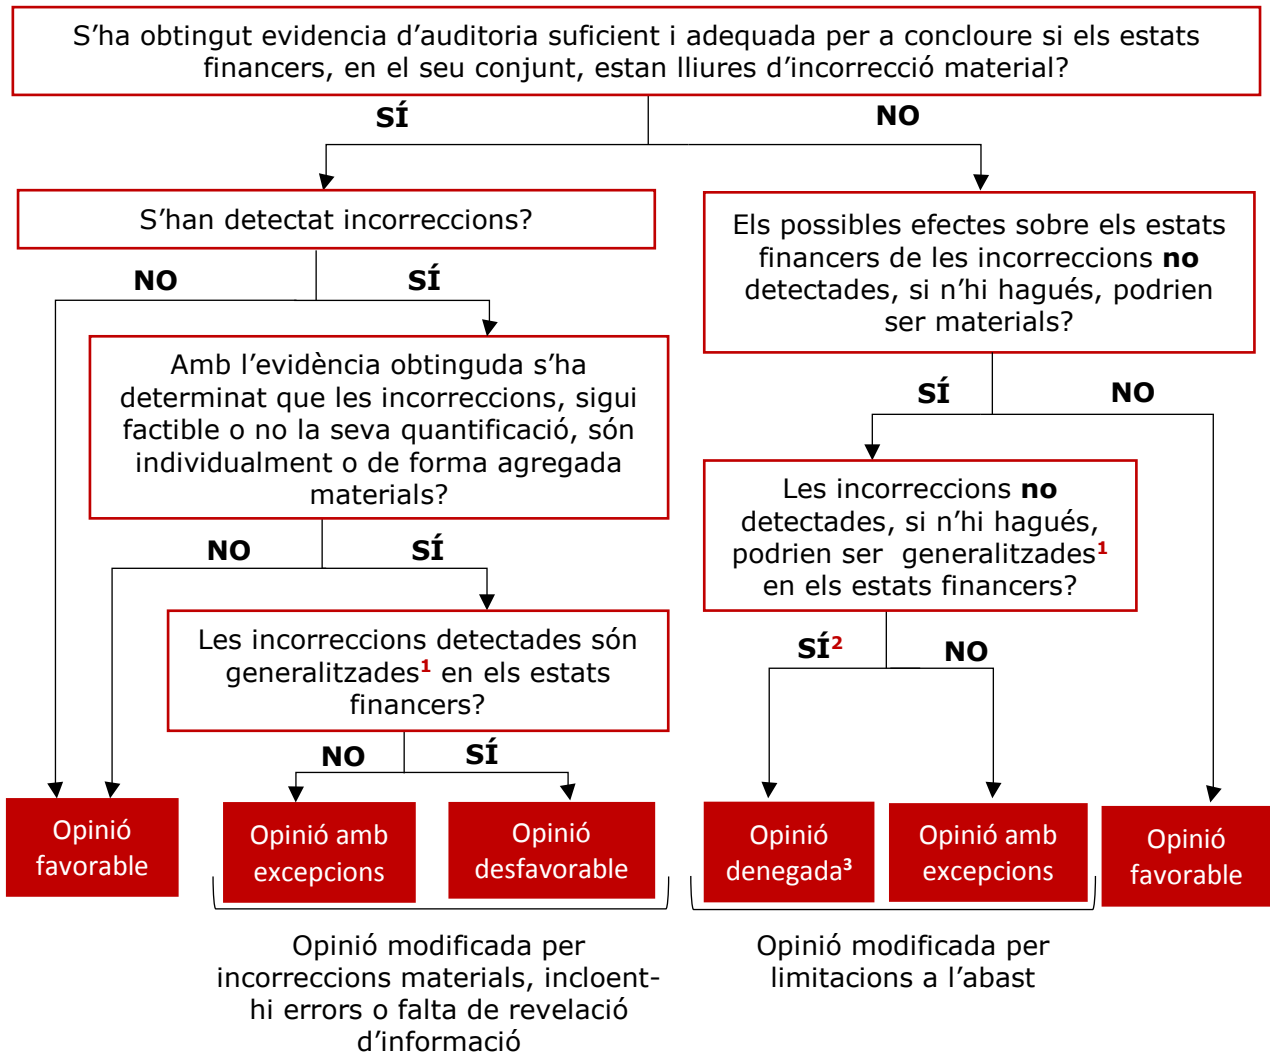 S’ha obtingut evidencia d’auditoria suficient i adequada per a concloure si els estats
financers, en el seu conjunt, estan lliures d’incorrecció material?
SÍ
NO
S’han detectat incorreccions?
Els possibles efectes sobre els estats
financers de les incorreccions no
detectades, si n’hi hagués, podrien
ser materials?
NO
SÍ
Amb l’evidència obtinguda s’ha
determinat que les incorreccions, sigui
factible o no la seva quantificació, són
individualment o de forma agregada
materials?
SÍ
NO
Les incorreccions no
detectades, si n’hi hagués,
podrien ser generalitzades¹
en els estats financers?
NO
SÍ
Les incorreccions detectades són
generalitzades¹ en els estats
financers?
SÍ²
NO
NO
SÍ
Opinió
favorable
Opinió amb
excepcions
Opinió
desfavorable
Opinió
denegada³
Opinió amb
excepcions
Opinió
favorable
Opinió modificada per
incorreccions materials, incloent-
hi errors o falta de revelació
d’informació
Opinió modificada per
limitacions a l’abast